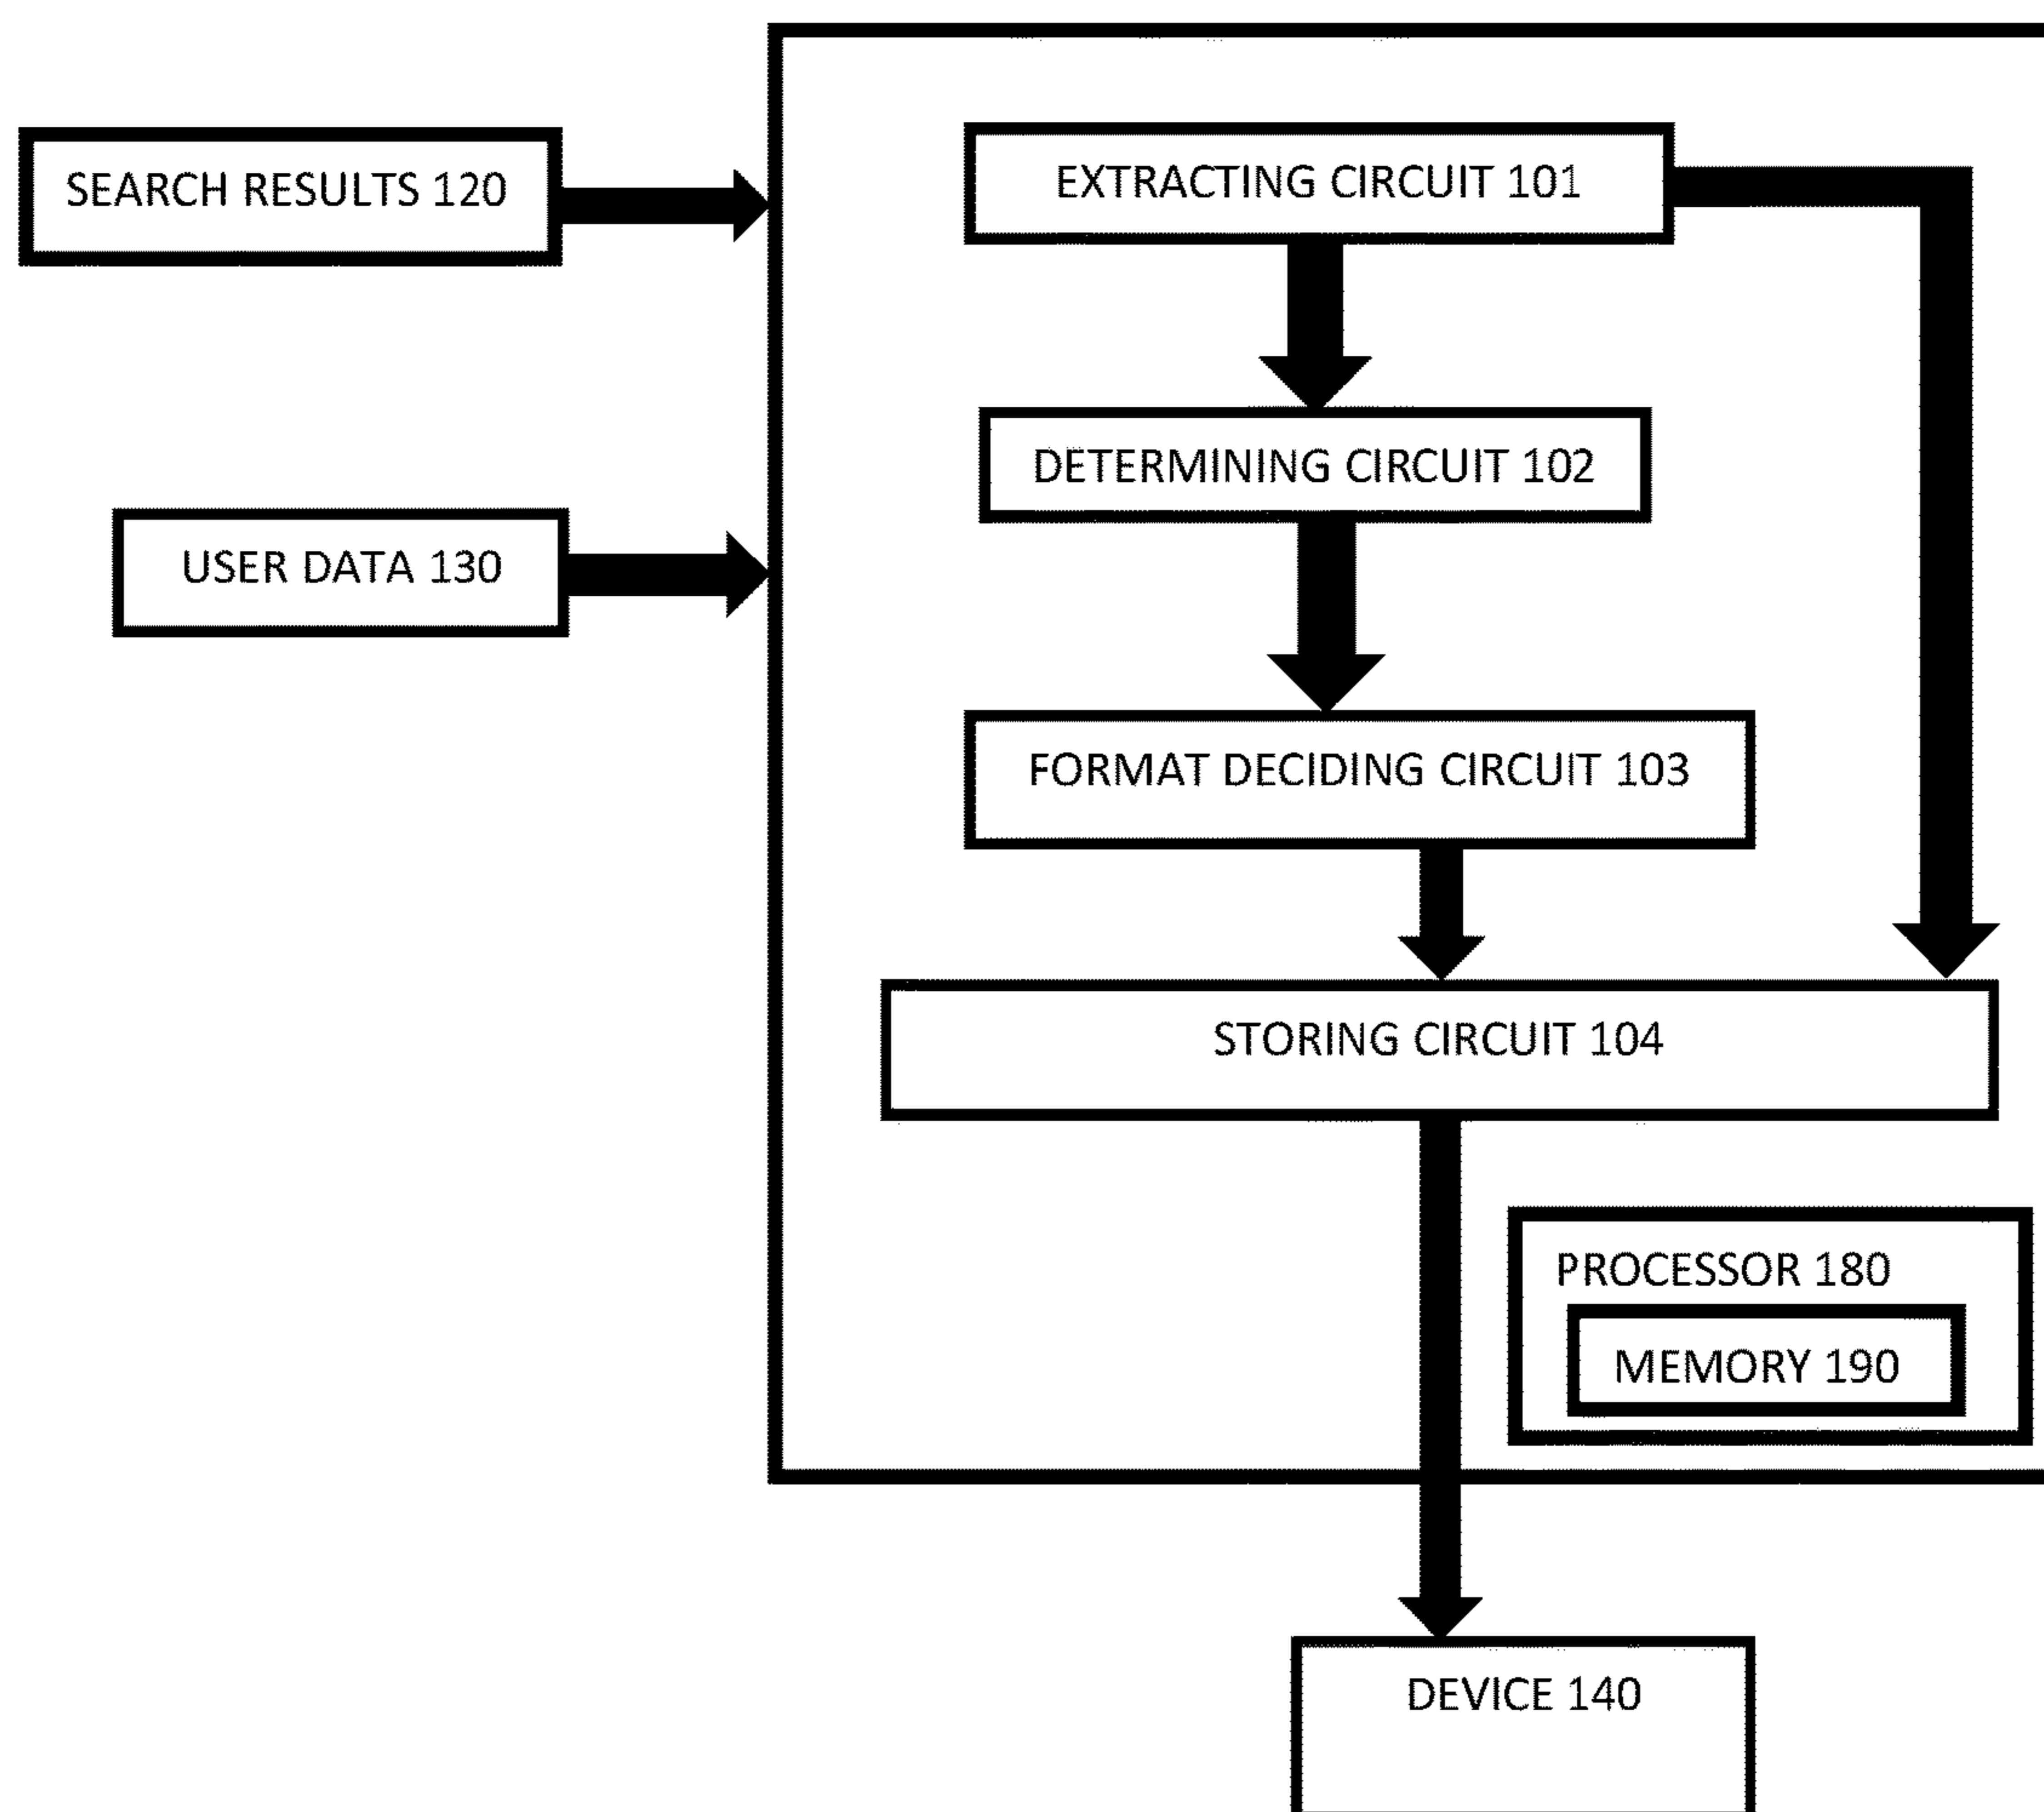 SEARCH RESULTS 120
EXTRACTING CIRCUIT 101
DETERMINING CIRCUIT 102
USER DATA 130
FORMAT DECIDING CIRCUIT 103
STORING CIRCUIT 104
PROCESSOR 180
MEMORY 190
DEVICE 140